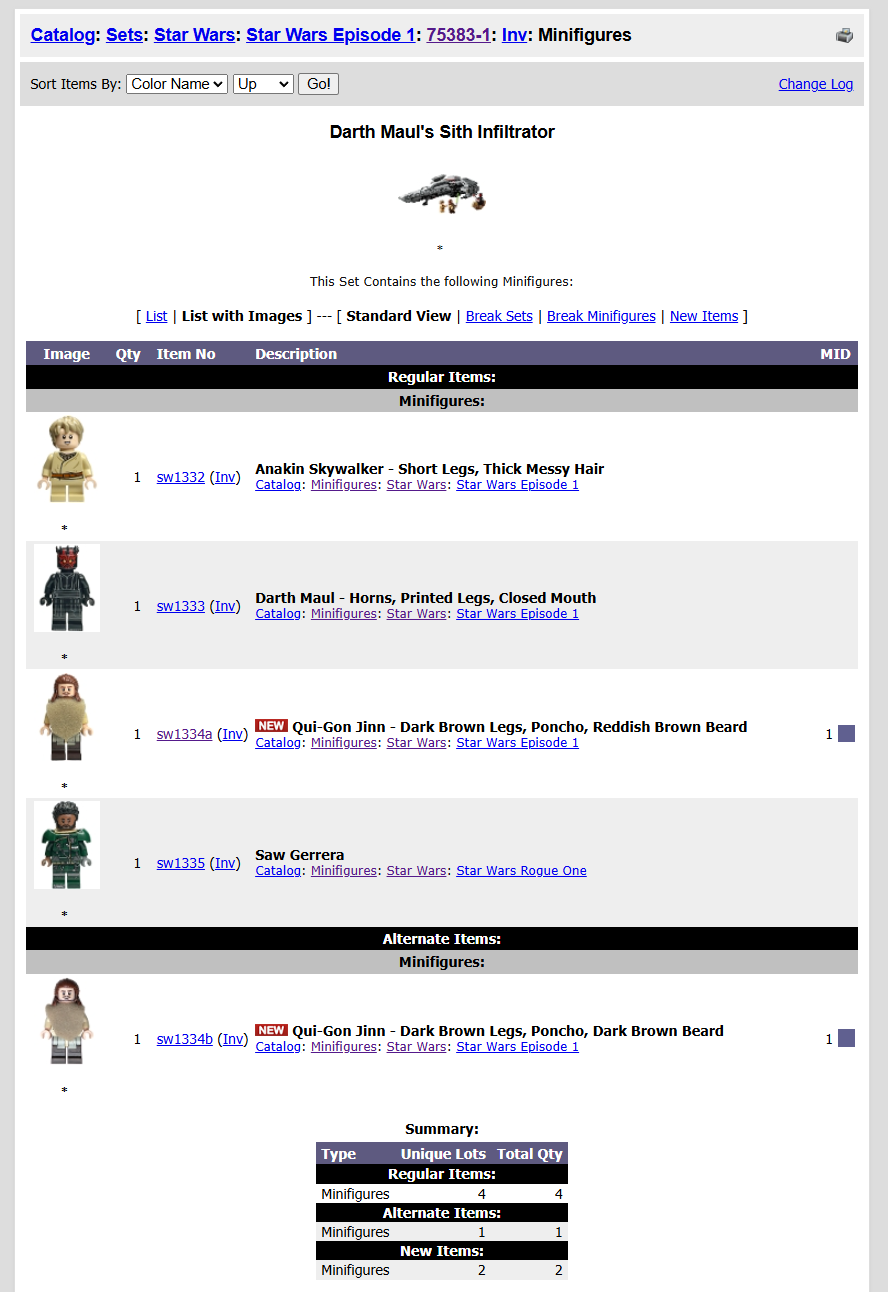 Catalog: Sets: Star Wars: Star Wars Episode 1: 75383-1: Inv: Minifigures
Sort Items By: Color Name Up Go! Change Log
Darth Maul's Sith Infiltrator
*
This Set Contains the following Minifigures:
[ List | List with Images ] --- [ Standard View | Break Sets | Break Minifigures | New Items ]
Image Qty Item No Description MID
Regular Items:
Minifigures:
Anakin Skywalker - Short Legs, Thick Messy Hair
1 sw1332 (Inv)
Catalog: Minifigures: Star Wars: Star Wars Episode 1
*
Darth Maul - Horns, Printed Legs, Closed Mouth
1 sw1333 (Inv)
Catalog: Minifigures: Star Wars: Star Wars Episode 1
*
NEW Qui-Gon Jinn - Dark Brown Legs, Poncho, Reddish Brown Beard
1 sw1334a (Inv) 1
Catalog: Minifigures: Star Wars: Star Wars Episode 1
*
Saw Gerrera
1 sw1335 (Inv)
Catalog: Minifigures: Star Wars: Star Wars Rogue One
*
Alternate Items:
Minifigures:
NEW Qui-Gon Jinn - Dark Brown Legs, Poncho, Dark Brown Beard
1 sw1334b (Inv) 1
Catalog: Minifigures: Star Wars: Star Wars Episode 1
*
Summary:
Type Unique Lots Total Qty
Regular Items:
Minifigures 4 4
Alternate Items:
Minifigures 1 1
New Items:
Minifigures 2 2